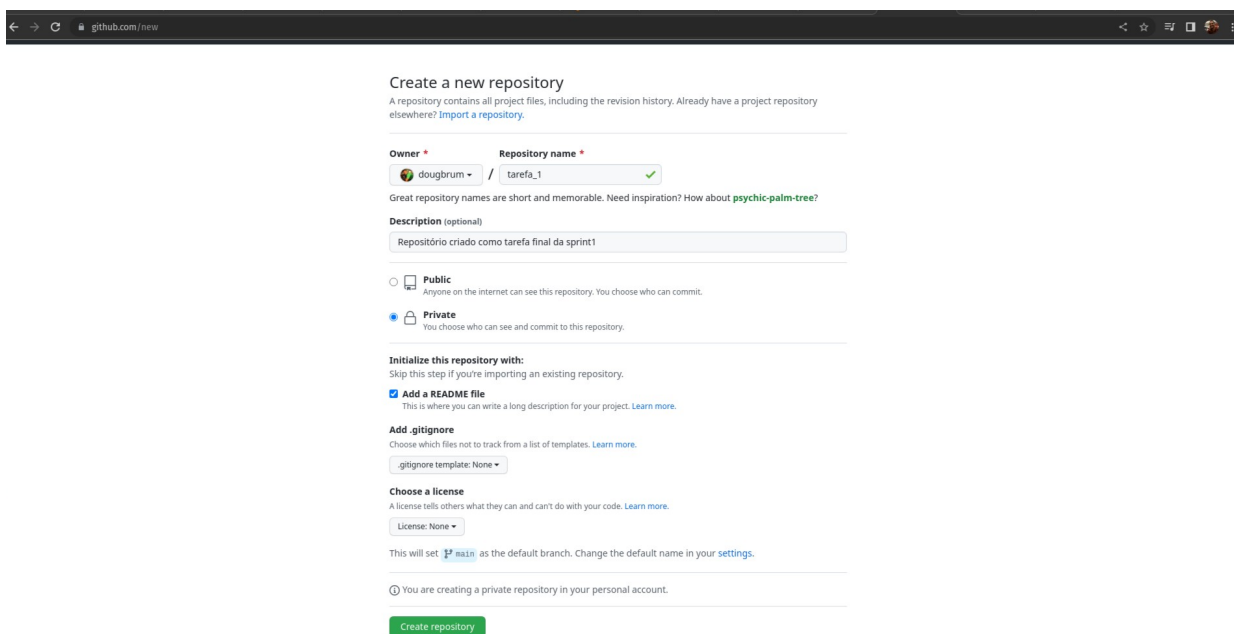 github.com/new
Create a new repository
A repository contains all project files, including the revision history. Already have a project repository
elsewhere? Import a repository.
Owner * Repository name *
dougbrum / tarefa_1
Great repository names are short and memorable. Need inspiration? How about psychic-palm-tree?
Description (optional)
Repositório criado como tarefa final da sprint1
Public
Anyone on the internet can see this repository. You choose who can commit.
Private
You choose who can see and commit to this repository.
Initialize this repository with:
Skip this step if you're importing an existing repository.
Add a README file
This is where you can write a long description for your project. Learn more.
Add .gitignore
Choose which files not to track from a list of templates. Learn more.
.gitignore template: None
Choose a license
A license tells others what they can and can't do with your code. Learn more.
License: None
This will set main as the default branch. Change the default name in your settings.
You are creating a private repository in your personal account.
Create repository